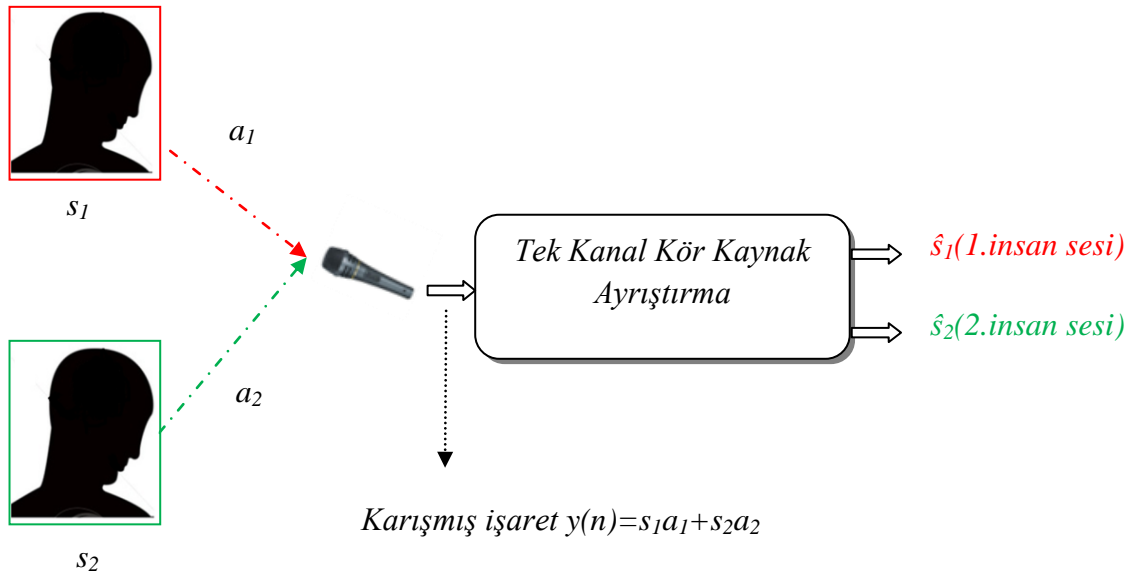 a₁
s₁
Tek Kanal Kör Kaynak
Ayrıştırma
ŝ₁(1.insan sesi)
ŝ₂(2.insan sesi)
a₂
Karışmış işaret y(n)=s₁a₁+s₂a₂
s₂